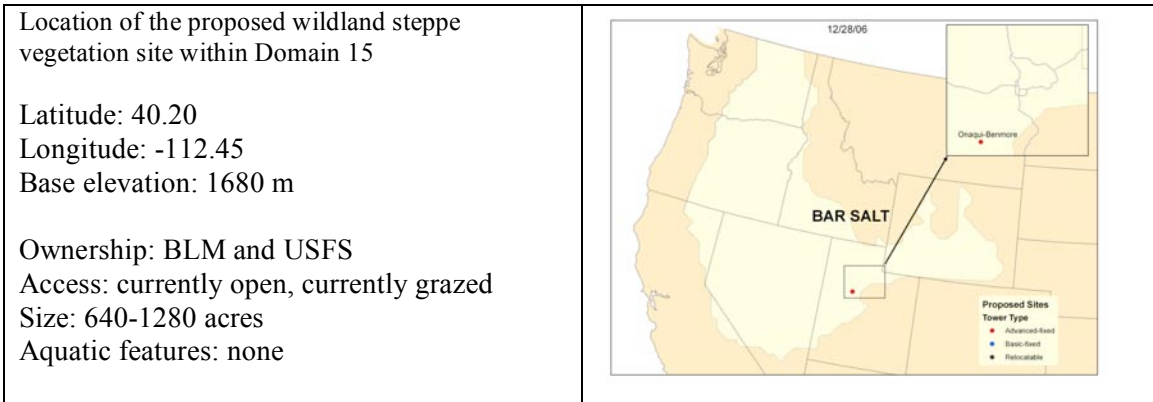 Location of the proposed wildland steppe
vegetation site within Domain 15
Latitude: 40.20
Longitude: -112.45
Base elevation: 1680 m
Ownership: BLM and USFS
Access: currently open, currently grazed
Size: 640-1280 acres
Aquatic features: none
12/28/06
Onaqui-Benmore
BAR SALT
Proposed Sites
Tower Type
Advanced-fixed
Basic-fixed
Relocatable